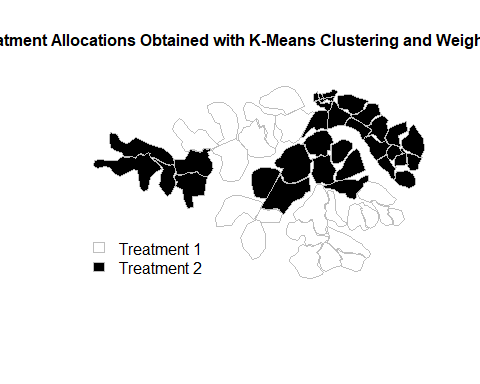 atment Allocations Obtained with K-Means Clustering and Weigh
Treatment 1
Treatment 2